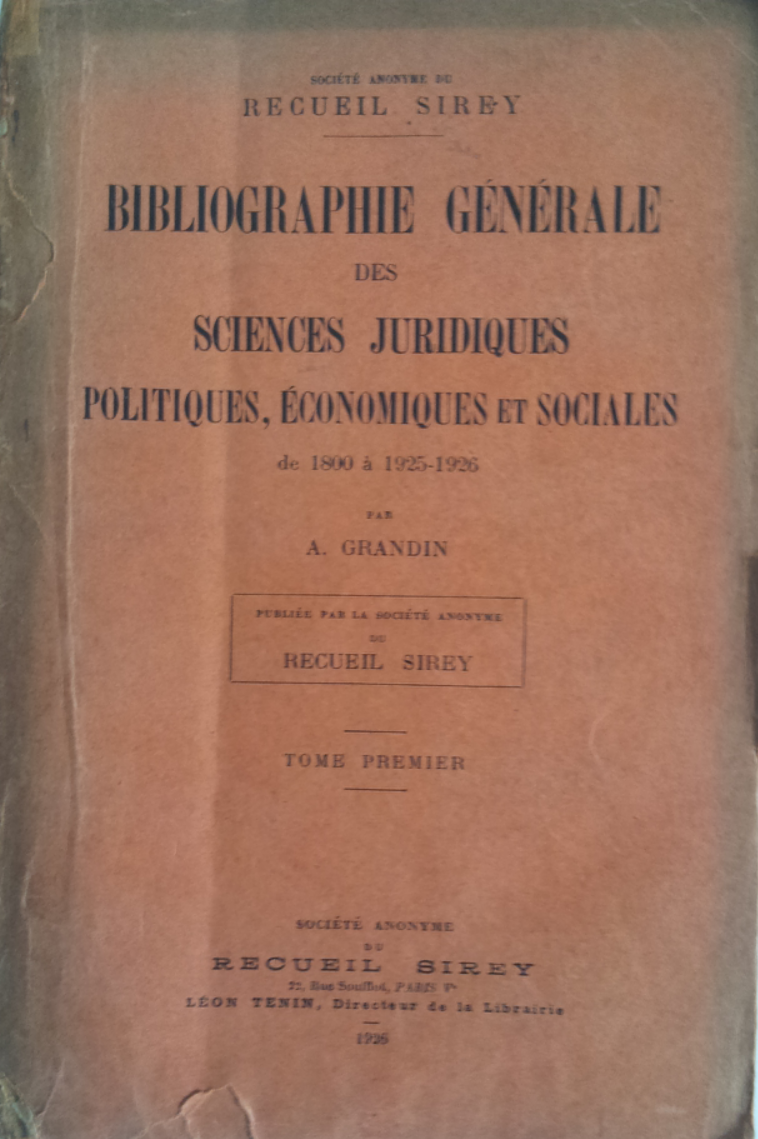 SOCIÉTÉ ANONYME DU
RECUEIL SIREY
BIBLIOGRAPHIE GÉNÉRALE
DES
SCIENCES JURIDIQUES
POLITIQUES, ÉCONOMIQUES ET SOCIALES
de 1800 à 1925-1926
PAR
A. GRANDIN
PUBLIÉE PAR LA SOCIÉTÉ ANONYME
DU
RECUEIL SIREY
TOME PREMIER
SOCIÉTÉ ANONYME
DU
RECUEIL SIREY
22, Rue Soufflot, PARIS Vᵉ
LÉON TENIN, Directeur de la Librairie
1926